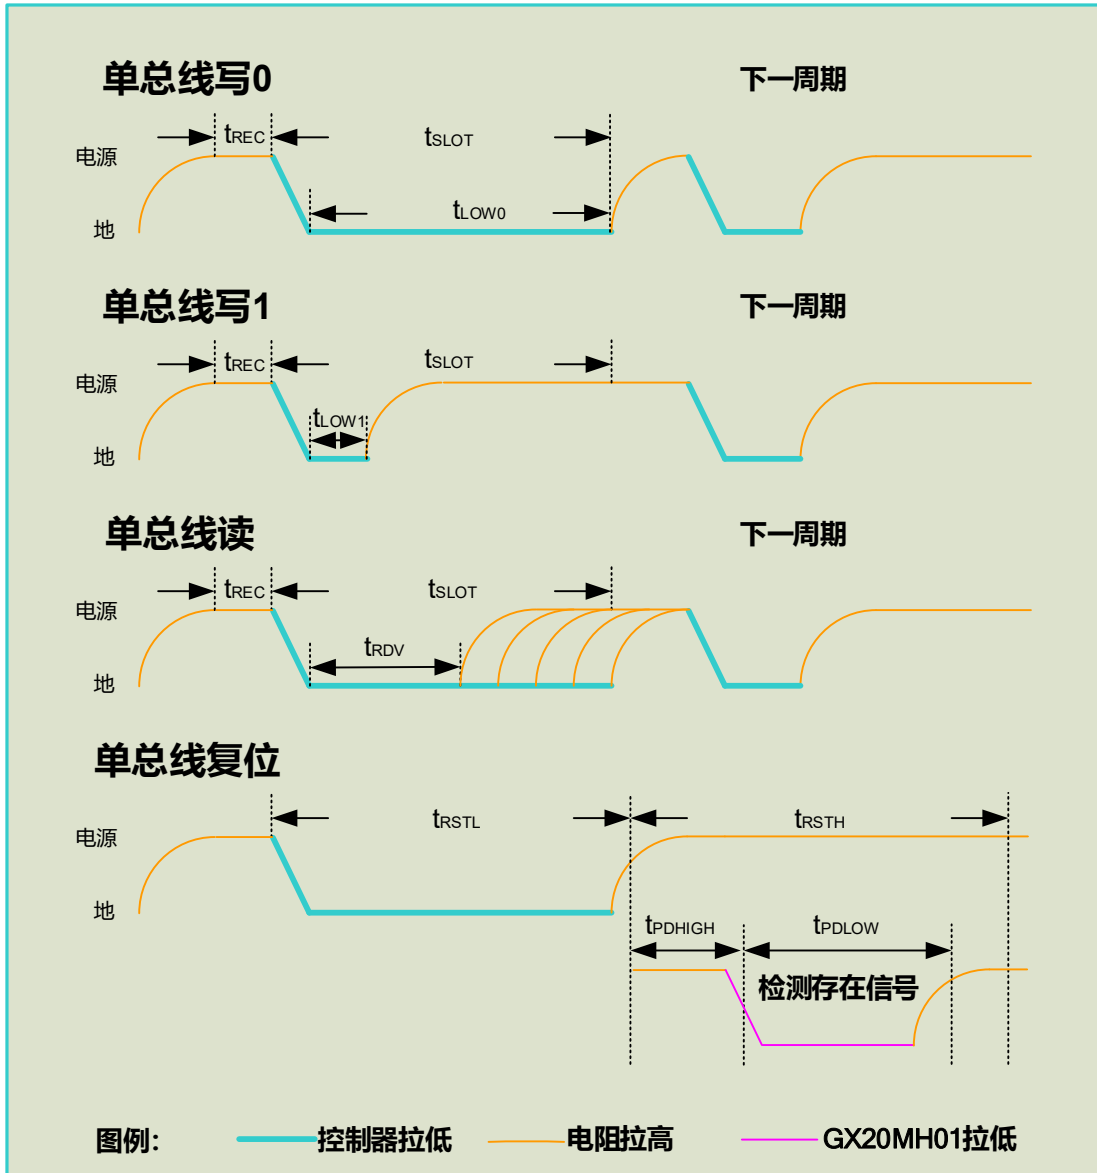 单总线写0 下一周期
tREC tSLOT
电源
tLOW0
地
单总线写1 下一周期
tREC tSLOT
电源
tLOW1
地
单总线读 下一周期
tREC tSLOT
电源
tRDV
地
单总线复位
tRSTL tRSTH
电源
地
tPDHIGH tPDLOW
检测存在信号
图例： 控制器拉低 电阻拉高 GX20MH01拉低